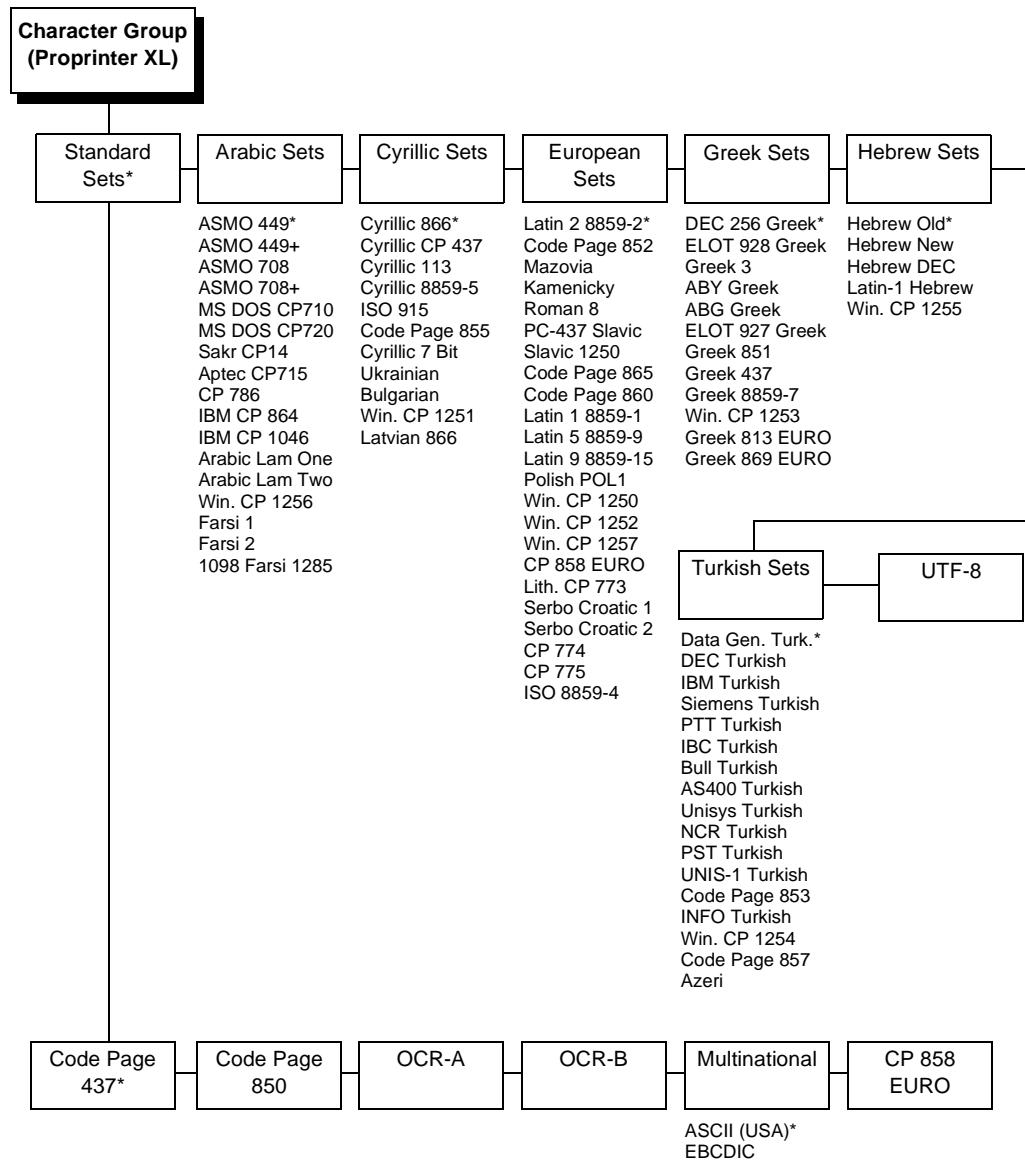 Character Group
(Proprinter XL)
Standard
Sets*
Arabic Sets
Cyrillic Sets
European
Sets
Greek Sets
Hebrew Sets
ASMO 449*
ASMO 449+
ASMO 708
ASMO 708+
MS DOS CP710
MS DOS CP720
Sakr CP14
Aptec CP715
CP 786
IBM CP 864
IBM CP 1046
Arabic Lam One
Arabic Lam Two
Win. CP 1256
Farsi 1
Farsi 2
1098 Farsi 1285
Cyrillic 866*
Cyrillic CP 437
Cyrillic 113
Cyrillic 8859-5
ISO 915
Code Page 855
Cyrillic 7 Bit
Ukrainian
Bulgarian
Win. CP 1251
Latvian 866
Latin 2 8859-2*
Code Page 852
Mazovia
Kamenicky
Roman 8
PC-437 Slavic
Slavic 1250
Code Page 865
Code Page 860
Latin 1 8859-1
Latin 5 8859-9
Latin 9 8859-15
Polish POL1
Win. CP 1250
Win. CP 1252
Win. CP 1257
CP 858 EURO
Lith. CP 773
Serbo Croatic 1
Serbo Croatic 2
CP 774
CP 775
ISO 8859-4
DEC 256 Greek*
ELOT 928 Greek
Greek 3
ABY Greek
ABG Greek
ELOT 927 Greek
Greek 851
Greek 437
Greek 8859-7
Win. CP 1253
Greek 813 EURO
Greek 869 EURO
Hebrew Old*
Hebrew New
Hebrew DEC
Latin-1 Hebrew
Win. CP 1255
Turkish Sets
UTF-8
Data Gen. Turk.*
DEC Turkish
IBM Turkish
Siemens Turkish
PTT Turkish
IBC Turkish
Bull Turkish
AS400 Turkish
Unisys Turkish
NCR Turkish
PST Turkish
UNIS-1 Turkish
Code Page 853
INFO Turkish
Win. CP 1254
Code Page 857
Azeri
Code Page
437*
Code Page
850
OCR-A
OCR-B
Multinational
CP 858
EURO
ASCII (USA)*
EBCDIC